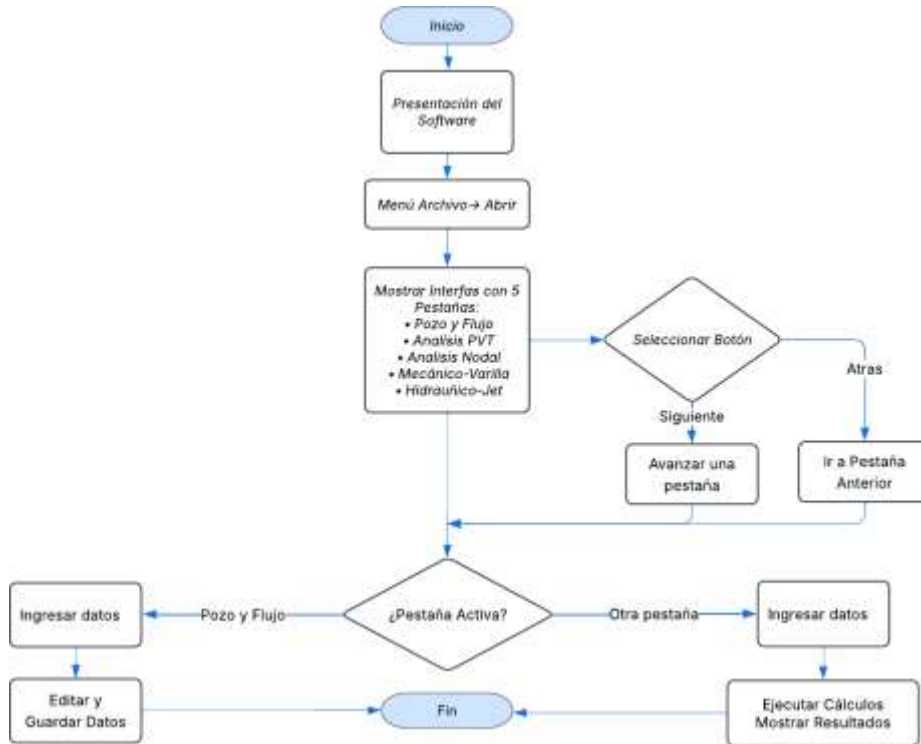 Inicio
Presentación del
Software
Menú Archivo→ Abrir
Mostrar Interfas con 5
Pestañas:
• Pozo y Flujo
• Analisis PVT
• Analisis Nodal
• Mecánico-Varilla
• Hidrauñico-Jet
Seleccionar Botón
Atras
Siguiente
Avanzar una
pestaña
Ir a Pestaña
Anterior
Ingresar datos
Pozo y Flujo
¿Pestaña Activa?
Otra pestaña
Ingresar datos
Editar y
Guardar Datos
Fin
Ejecutar Cálculos
Mostrar Resultados